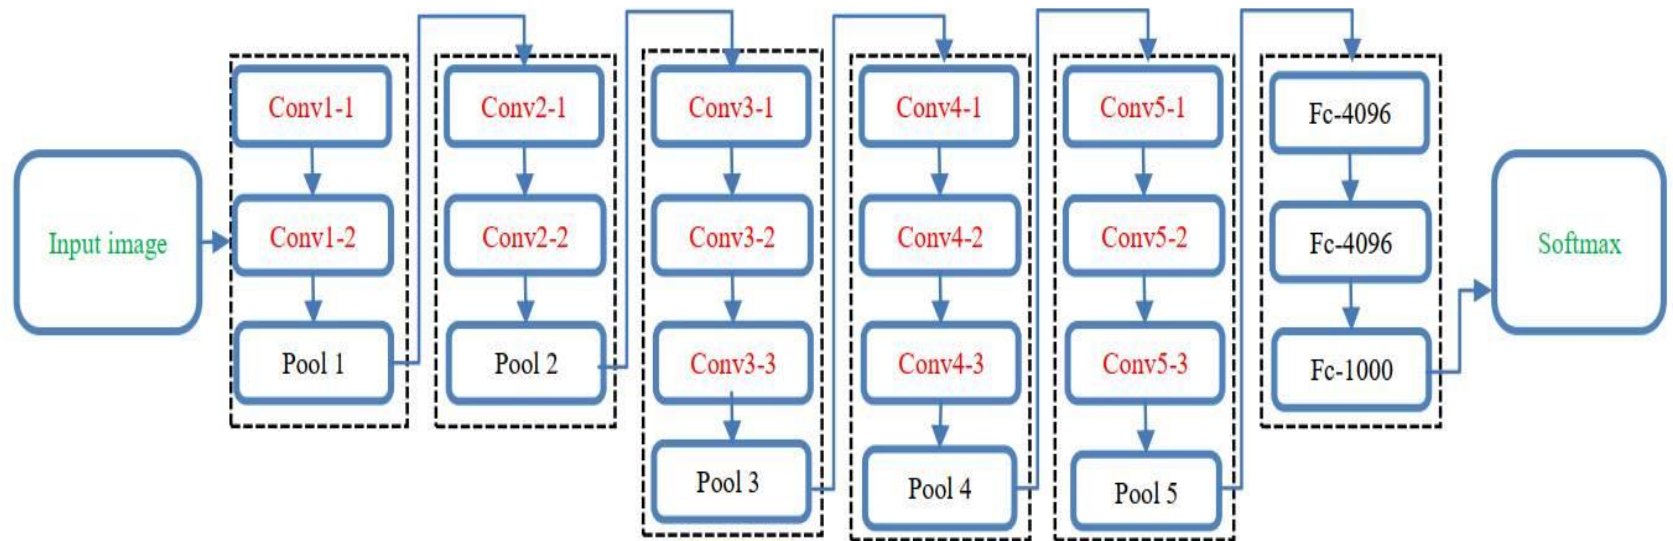 Input image
Conv1-1
Conv1-2
Pool 1
Conv2-1
Conv2-2
Pool 2
Conv3-1
Conv3-2
Conv3-3
Pool 3
Conv4-1
Conv4-2
Conv4-3
Pool 4
Conv5-1
Conv5-2
Conv5-3
Pool 5
Fc-4096
Fc-4096
Fc-1000
Softmax